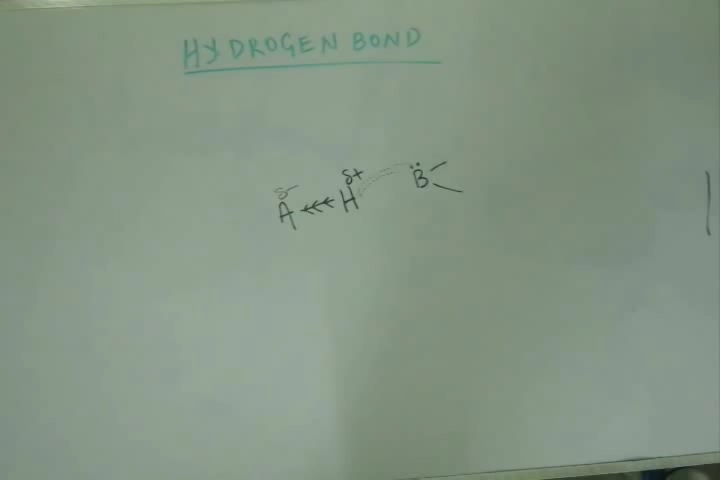 HYDROGEN BOND
δ- δ+
A H B